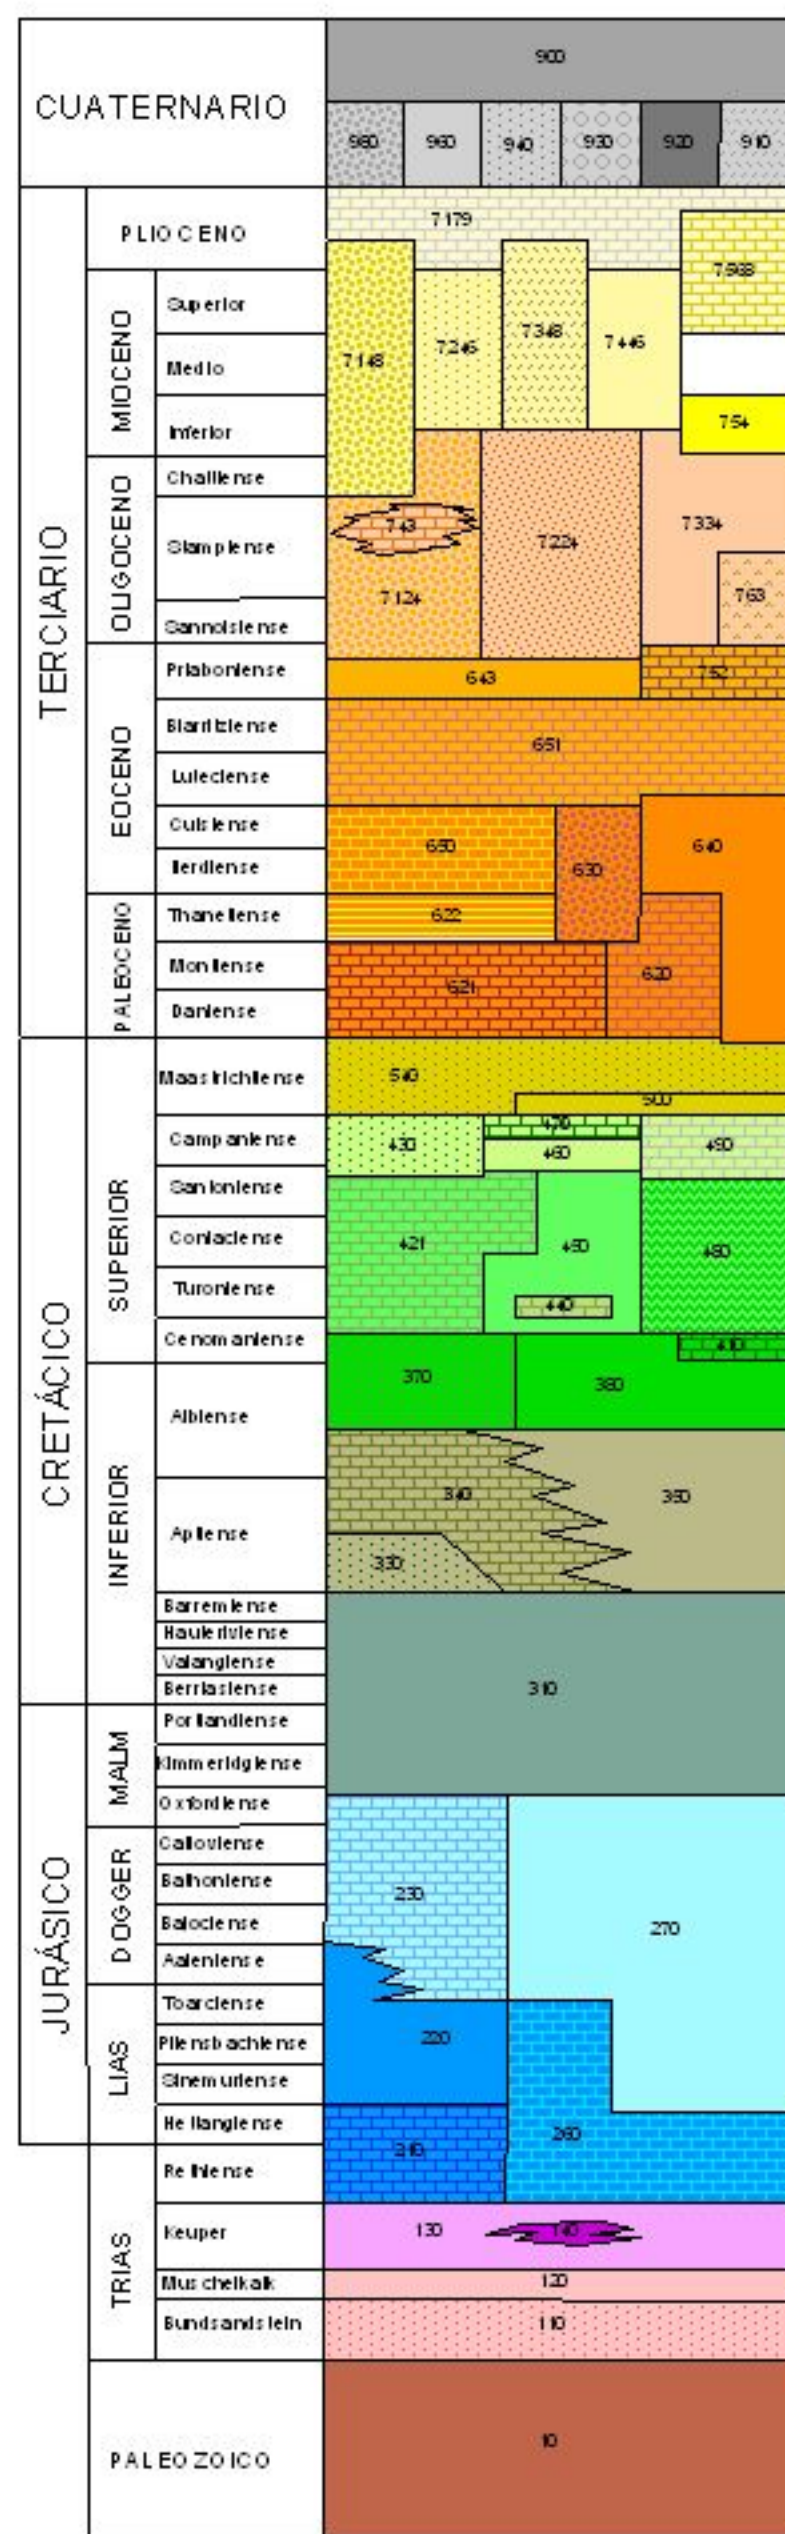 900
CUATERNARIO
980
960
940
930
920
910
PLIOCENO
7179
7568
MIOCENO
Superior
7148
7246
7348
7446
Medio
Inferior
754
TERCIARIO
OLIGOCENO
743
7224
7334
7124
763
EOCENO
Priaboniense
643
752
Biarritziense
651
Luteciense
Cuisiense
650
630
640
Ilerdiense
PALEOCENO
Thanetiense
622
Montiense
621
620
Daniense
CRETÁCICO
SUPERIOR
Maastrichtiense
540
500
Campaniense
430
470
460
490
Santoniense
Coniaciense
421
450
480
Turoniense
440
Cenomaniense
410
370
380
INFERIOR
Albiense
340
350
Aptiense
330
Barremiense
Hauteriviense
Valangiense
Berriasiense
310
JURÁSICO
MALM
Portlandiense
Kimmeridgiense
Oxfordiense
DOGGER
Calloviense
Bathoniense
230
Bajociense
270
Aaleniense
LIAS
Toarciense
Pliensbachiense
220
Sinemuriense
Hettangiense
210
260
TRIAS
Rethiense
Keuper
130
140
Muschelkalk
120
Bundsandstein
110
PALEOZOICO
10